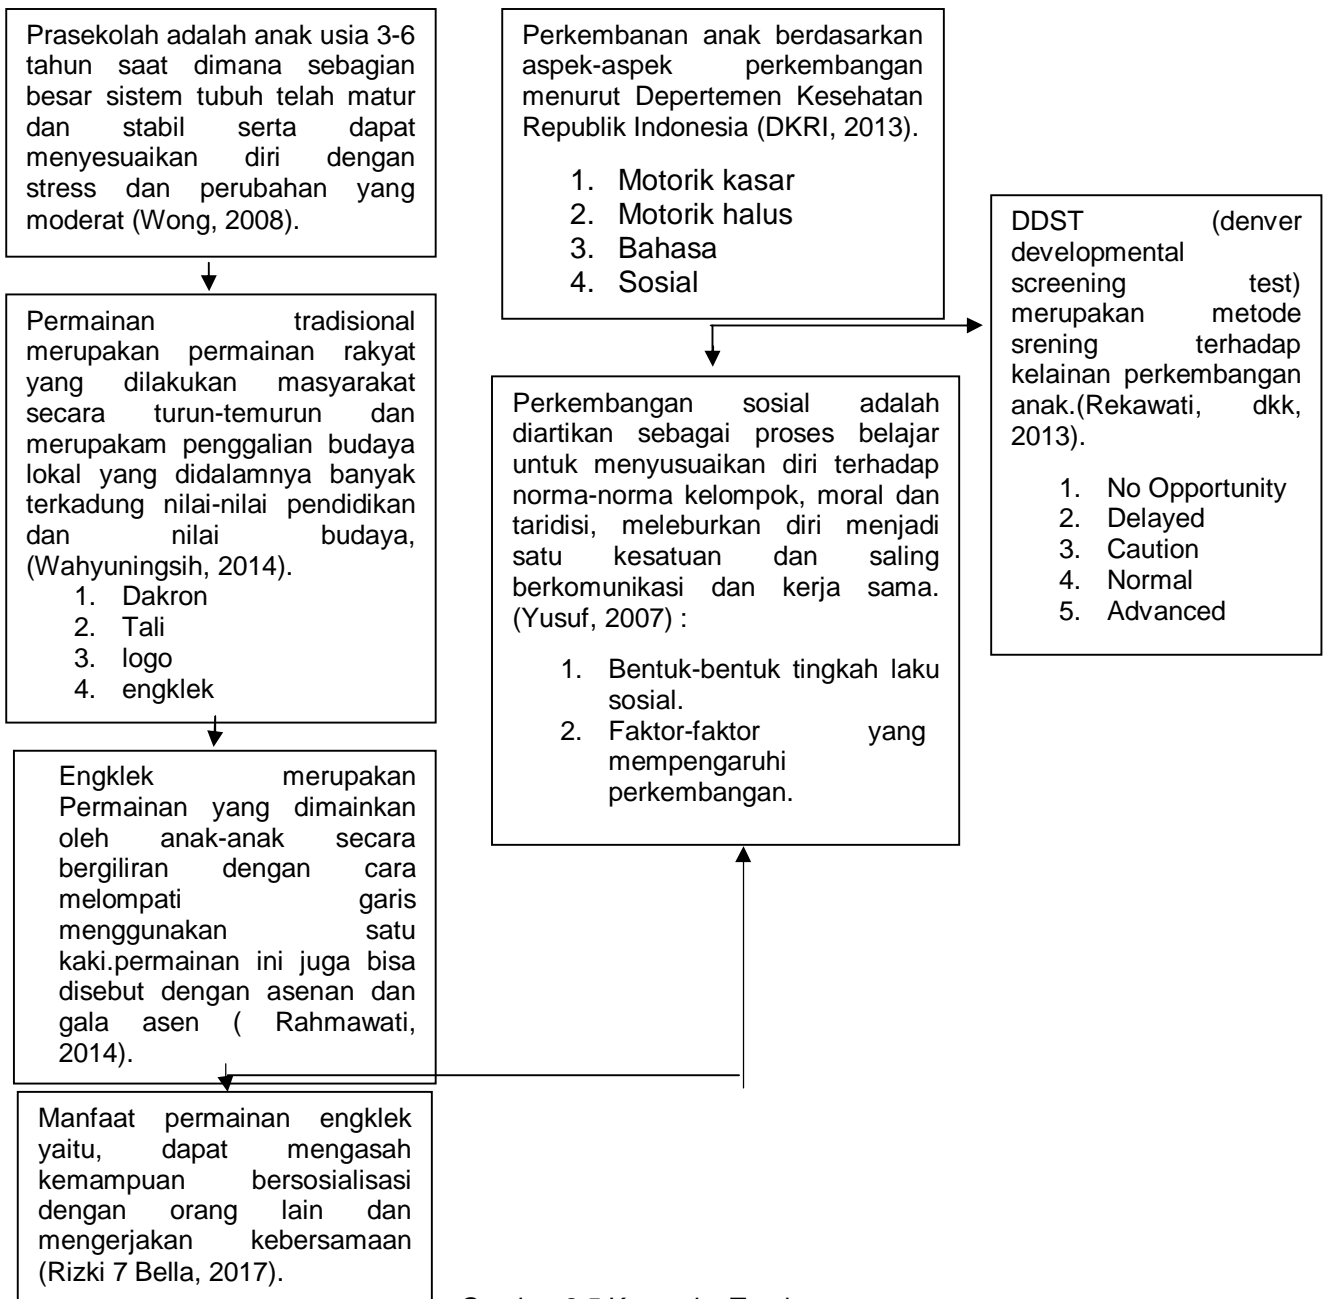 Prasekolah adalah anak usia 3-6
tahun saat dimana sebagian
besar sistem tubuh telah matur
dan stabil serta dapat
menyesuaikan diri dengan
stress dan perubahan yang
moderat (Wong, 2008).
Permainan tradisional
merupakan permainan rakyat
yang dilakukan masyarakat
secara turun-temurun dan
merupakam penggalian budaya
lokal yang didalamnya banyak
terkadung nilai-nilai pendidikan
dan nilai budaya,
(Wahyuningsih, 2014).
1. Dakron
2. Tali
3. logo
4. engklek
Engklek merupakan
Permainan yang dimainkan
oleh anak-anak secara
bergiliran dengan cara
melompati garis
menggunakan satu
kaki.permainan ini juga bisa
disebut dengan asenan dan
gala asen ( Rahmawati,
2014).
Manfaat permainan engklek
yaitu, dapat mengasah
kemampuan bersosialisasi
dengan orang lain dan
mengerjakan kebersamaan
(Rizki 7 Bella, 2017).
Perkembanan anak berdasarkan
aspek-aspek perkembangan
menurut Depertemen Kesehatan
Republik Indonesia (DKRI, 2013).
1. Motorik kasar
2. Motorik halus
3. Bahasa
4. Sosial
Perkembangan sosial adalah
diartikan sebagai proses belajar
untuk menyusuaikan diri terhadap
norma-norma kelompok, moral dan
taridisi, meleburkan diri menjadi
satu kesatuan dan saling
berkomunikasi dan kerja sama.
(Yusuf, 2007) :
1. Bentuk-bentuk tingkah laku
sosial.
2. Faktor-faktor yang
mempengaruhi
perkembangan.
DDST (denver
developmental
screening test)
merupakan metode
srening terhadap
kelainan perkembangan
anak.(Rekawati, dkk,
2013).
1. No Opportunity
2. Delayed
3. Caution
4. Normal
5. Advanced